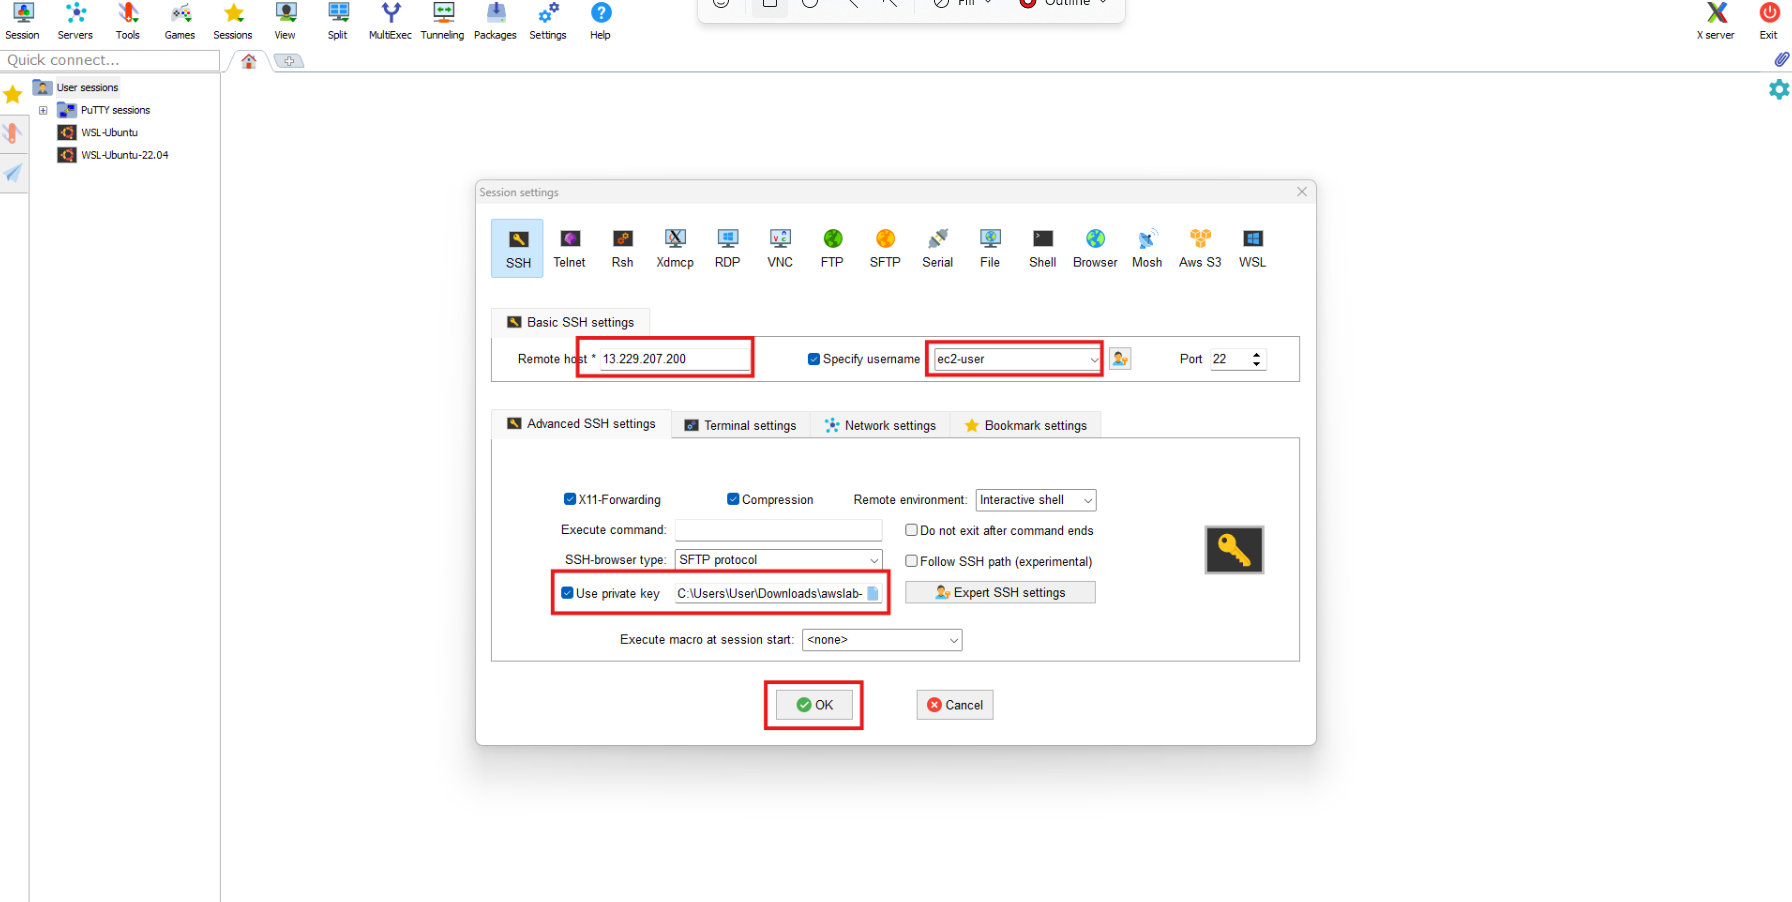 Fill
Outline
Session Servers Tools Games Sessions View Split MultiExec Tunneling Packages Settings Help X server Exit
Quick connect...
User sessions
PuTTY sessions
WSL-Ubuntu
WSL-Ubuntu-22.04
Session settings
SSH Telnet Rsh Xdmcp RDP VNC FTP SFTP Serial File Shell Browser Mosh Aws S3 WSL
Basic SSH settings
Remote host * 13.229.207.200 Specify username ec2-user Port 22
Advanced SSH settings Terminal settings Network settings Bookmark settings
X11-Forwarding Compression Remote environment: Interactive shell
Execute command: Do not exit after command ends
SSH-browser type: SFTP protocol Follow SSH path (experimental)
Use private key C:\Users\User\Downloads\awslab- Expert SSH settings
Execute macro at session start: <none>
OK Cancel